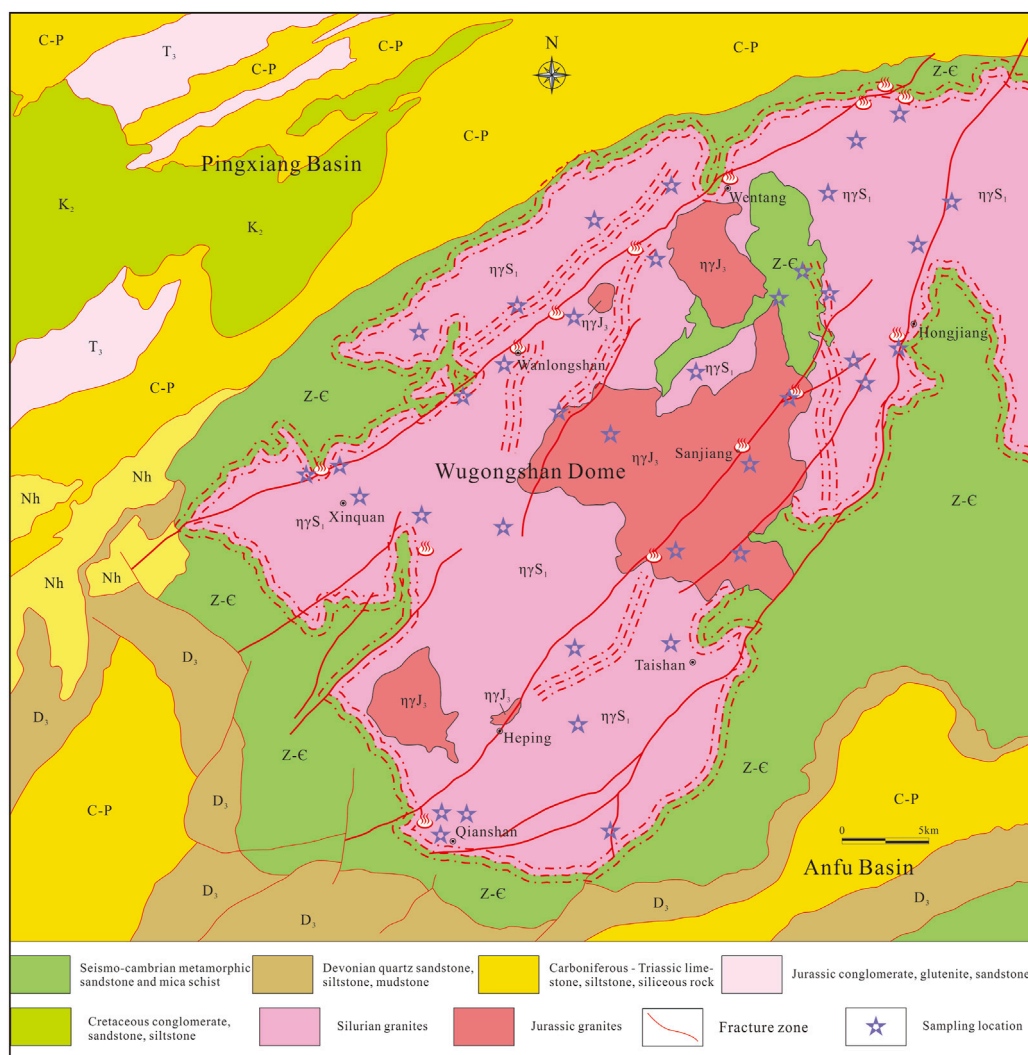 C-P
T₃
C-P
C-P
N
C-P
Z-Є
Pingxiang Basin
K₂
K₂
Wentang
ηγS₁
ηγS₁
ηγS₁
ηγJ₃
Z-Є
ηγJ₃
T₃
Hongjiang
Wanlongshan
ηγS₁
C-P
Z-Є
Sanjiang
ηγJ₃
Wugongshan Dome
Z-Є
Nh
Xinquan
ηγS₁
Nh
Nh
ηγS₁
Z-Є
D₃
Taishan
ηγJ₃
ηγJ₃
ηγS₁
D₃
Heping
Z-Є
Z-Є
D₃
C-P
C-P
Qianshan
0 5km
Anfu Basin
Z-Є
D₃
D₃
D₃
D₃
Seismo-cambrian metamorphic
sandstone and mica schist
Devonian quartz sandstone,
siltstone, mudstone
Carboniferous - Triassic lime-
stone, siltstone, siliceous rock
Jurassic conglomerate, glutenite, sandstone
Cretaceous conglomerate,
sandstone, siltstone
Silurian granites
Jurassic granites
Fracture zone
Sampling location